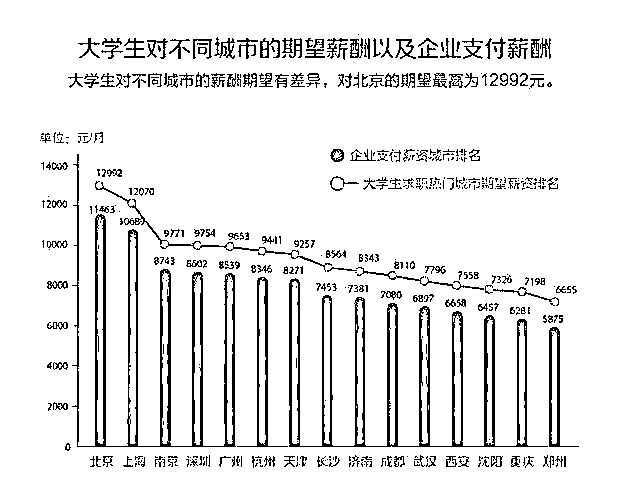 大学生对不同城市的期望薪酬以及企业支付薪酬
大学生对不同城市的薪酬期望有差异，对北京的期望最高为12992元。
单位：元/月
企业支付薪资城市排名
大学生求职热门城市期望薪资排名
14000
12000
10000
8000
6000
4000
2000
0
12992 12070 9771 9754 9653 9441 9257 8564 8343 8110 7796 7558 7326 7198 6655
11463 10689 8743 8602 8539 8346 8271 7453 7381 7080 6897 6658 6457 6281 5875
北京 上海 南京 深圳 广州 杭州 天津 长沙 济南 成都 武汉 西安 沈阳 重庆 郑州